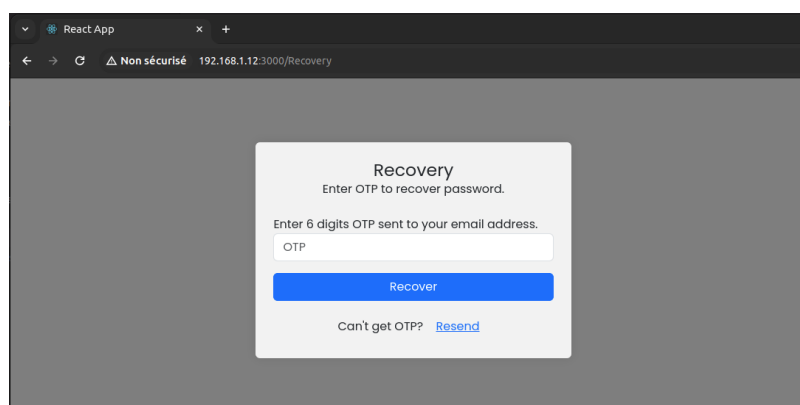 React App
Non sécurisé 192.168.1.12:3000/Recovery
Recovery
Enter OTP to recover password.
Enter 6 digits OTP sent to your email address.
OTP
Recover
Can't get OTP? Resend